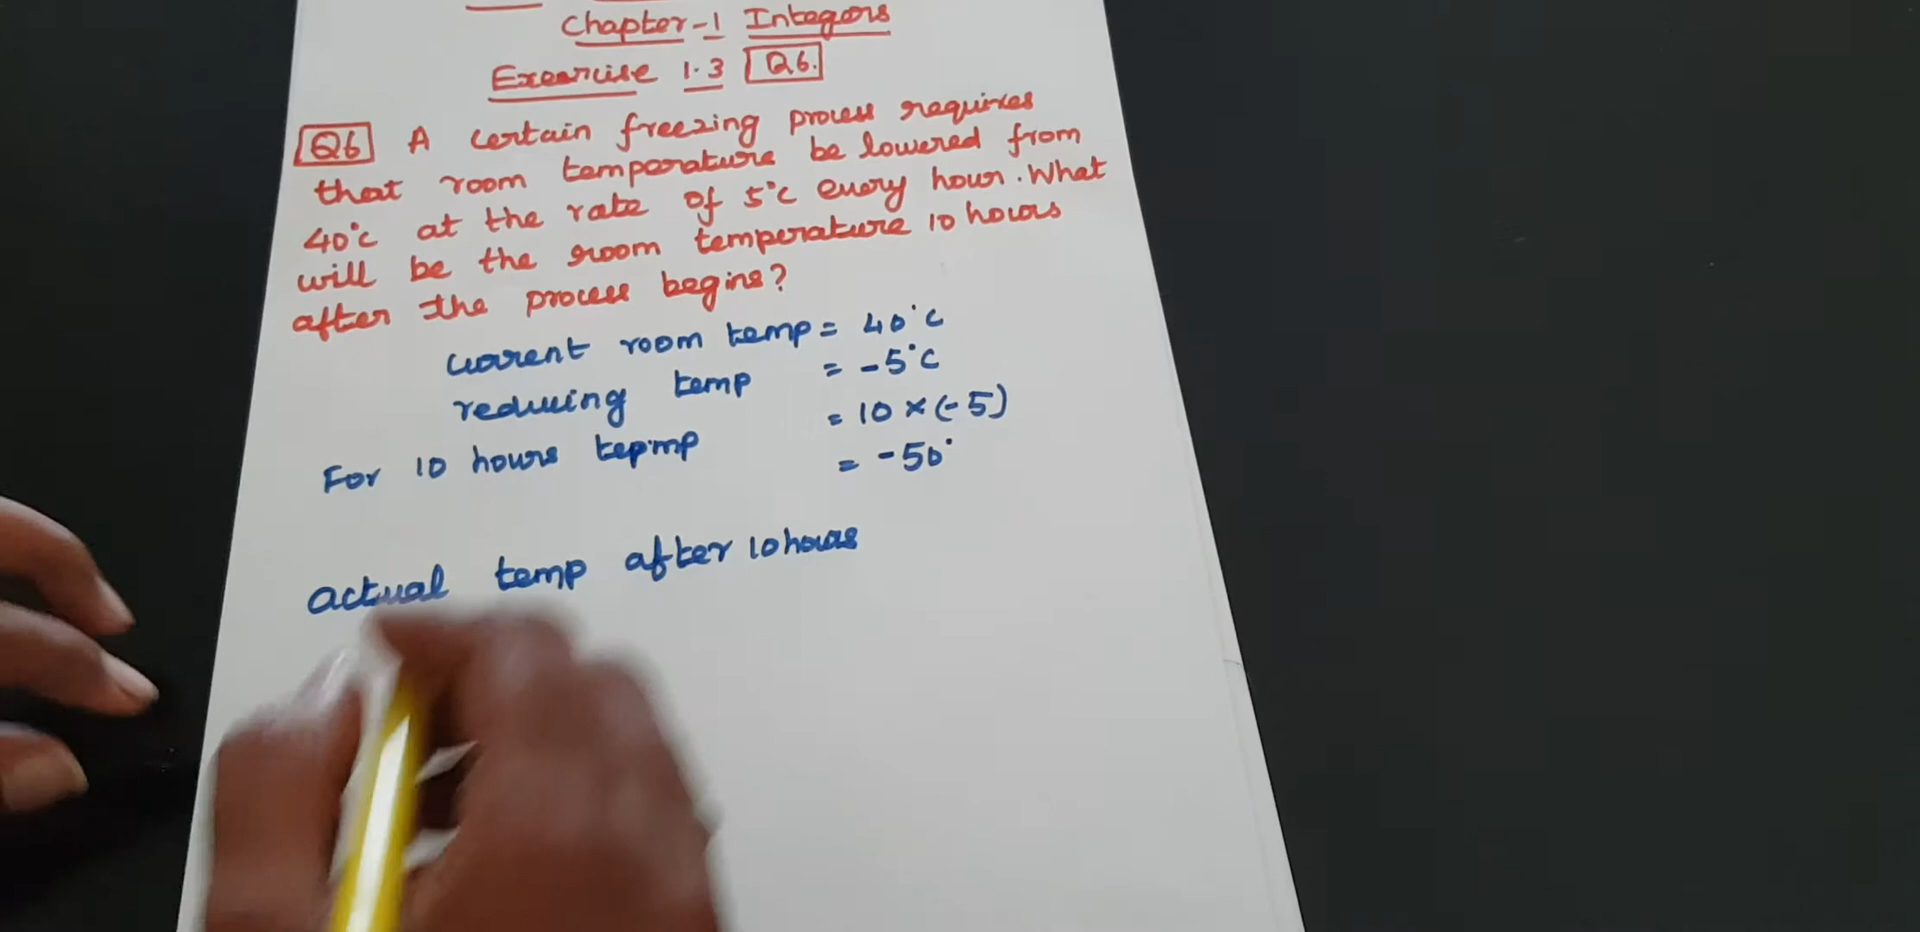 Chapter-1 Integers
Exercise 1.3 Q6.
Q6 A certain freezing process requires
that room temperature be lowered from
40°c at the rate of 5°c every hour. What
will be the room temperature 10 hours
after the process begins?
current room temp = 40°c
reducing temp = -5°c
For 10 hours tepmp = 10 × (-5)
= -50°
actual temp after 10 hours